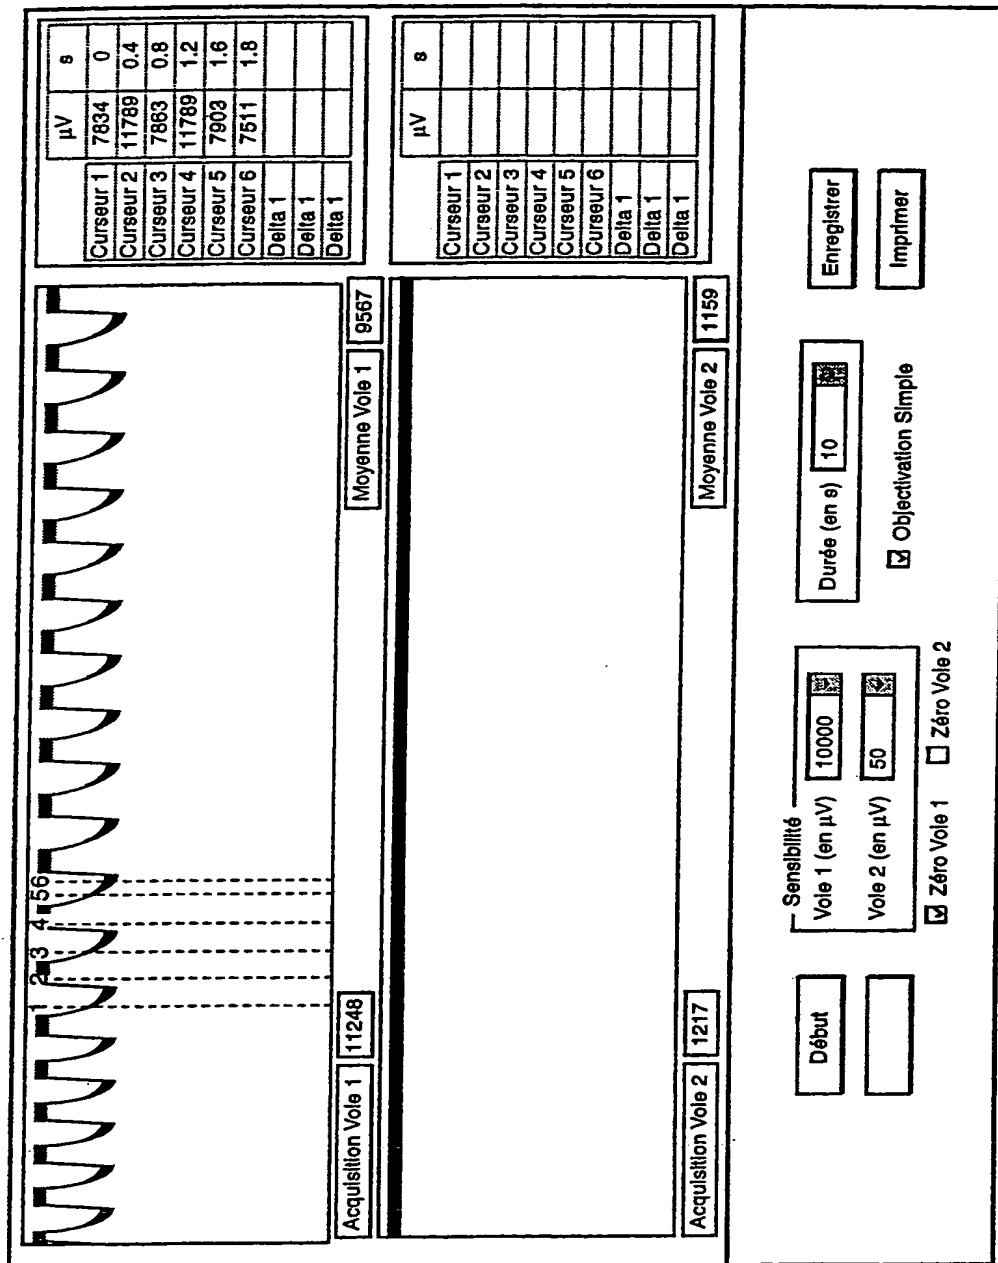 1 2 3 4 5 6
µV s
Curseur 1 7834 0
Curseur 2 11789 0.4
Curseur 3 7863 0.8
Curseur 4 11789 1.2
Curseur 5 7903 1.6
Curseur 6 7511 1.8
Delta 1
Delta 1
Delta 1
Acquisition Voie 1 11248 Moyenne Voie 1 9567
µV s
Curseur 1
Curseur 2
Curseur 3
Curseur 4
Curseur 5
Curseur 6
Delta 1
Delta 1
Delta 1
Acquisition Voie 2 1217 Moyenne Voie 2 1159
Début
Sensibilité
Voie 1 (en µV) 10000
Voie 2 (en µV) 50
Zéro Voie 1 Zéro Voie 2
Durée (en s) 10
Objectivation Simple
Enregistrer
Imprimer